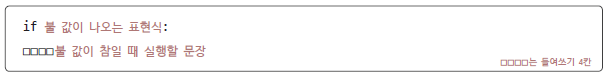 if 불 값이 나오는 표현식:
□□□□불 값이 참일 때 실행할 문장
□□□□는 들여쓰기 4칸